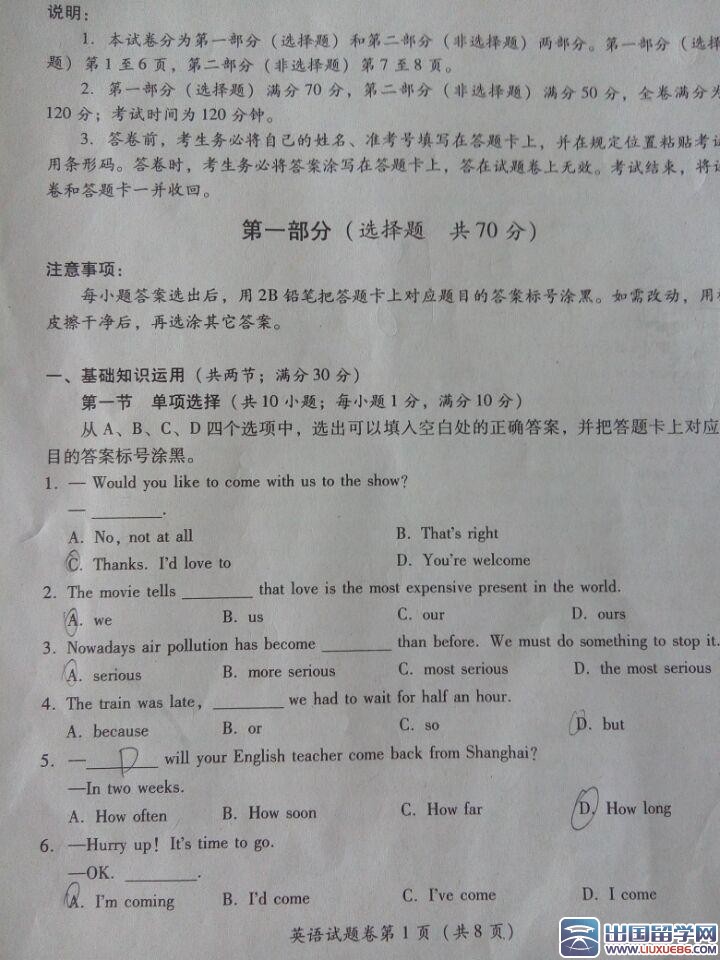 说明：
1．本试卷分为第一部分（选择题）和第二部分（非选择题）两部分。第一部分（选择
题）第 1 至 6 页，第二部分（非选择题）第 7 至 8 页。
2．第一部分（选择题）满分 70 分，第二部分（非选择题）满分 50 分，全卷满分为
120 分；考试时间为 120 分钟。
3．答卷前，考生务必将自己的姓名、准考号填写在答题卡上，并在规定位置粘贴考试
用条形码。答卷时，考生务必将答案涂写在答题卡上，答在试题卷上无效。考试结束，将试
卷和答题卡一并收回。
第一部分（选择题 共 70 分）
注意事项：
每小题答案选出后，用 2B 铅笔把答题卡上对应题目的答案标号涂黑。如需改动，用
皮擦干净后，再选涂其它答案。
一、基础知识运用（共两节；满分 30 分）
第一节 单项选择（共 10 小题；每小题 1 分，满分 10 分）
从 A、B、C、D 四个选项中，选出可以填入空白处的正确答案，并把答题卡上对应
目的答案标号涂黑。
1. — Would you like to come with us to the show?
— ________.
A. No, not at all B. That's right
C. Thanks. I'd love to D. You're welcome
2. The movie tells ________ that love is the most expensive present in the world.
A. we B. us C. our D. ours
3. Nowadays air pollution has become ________ than before. We must do something to stop it.
A. serious B. more serious C. most serious D. the most serious
4. The train was late, ________ we had to wait for half an hour.
A. because B. or C. so D. but
5. —____D____ will your English teacher come back from Shanghai?
—In two weeks.
A. How often B. How soon C. How far D. How long
6. —Hurry up! It's time to go.
—OK. ________.
A. I'm coming B. I'd come C. I've come D. I come
英语试题卷第 1 页（共 8 页）
出国留学网
WWW.LIUXUE86.COM